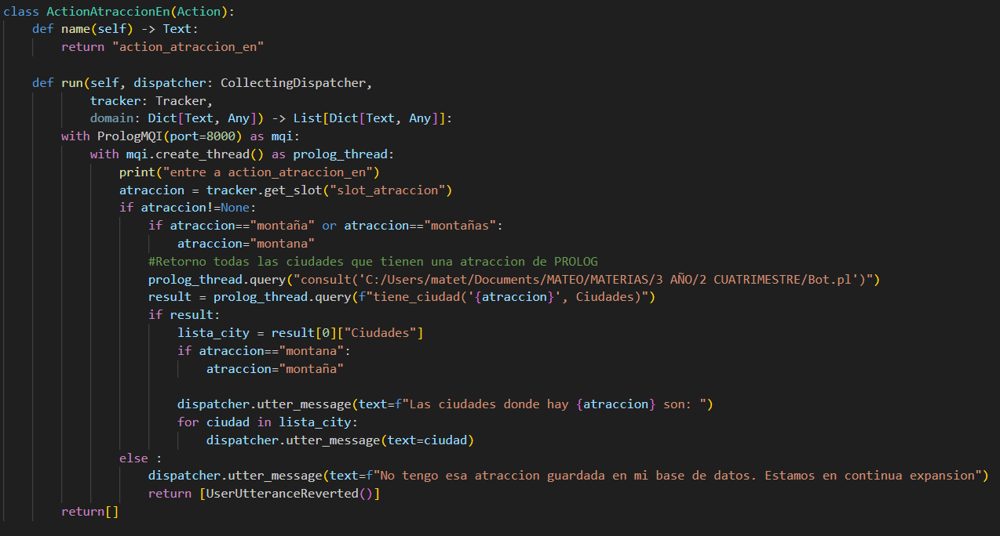 class ActionAtraccionEn(Action):
    def name(self) -> Text:
        return "action_atraccion_en"

    def run(self, dispatcher: CollectingDispatcher,
            tracker: Tracker,
            domain: Dict[Text, Any]) -> List[Dict[Text, Any]]:
        with PrologMQI(port=8000) as mqi:
            with mqi.create_thread() as prolog_thread:
                print("entre a action_atraccion_en")
                atraccion = tracker.get_slot("slot_atraccion")
                if atraccion!=None:
                    if atraccion=="montaña" or atraccion=="montañas":
                        atraccion="montana"
                    #Retorno todas las ciudades que tienen una atraccion de PROLOG
                    prolog_thread.query("consult('C:/Users/matet/Documents/MATEO/MATERIAS/3 AÑO/2 CUATRIMESTRE/Bot.pl')")
                    result = prolog_thread.query(f"tiene_ciudad('{atraccion}', Ciudades)")
                    if result:
                        lista_city = result[0]["Ciudades"]
                        if atraccion=="montana":
                            atraccion="montaña"

                        dispatcher.utter_message(text=f"Las ciudades donde hay {atraccion} son: ")
                        for ciudad in lista_city:
                            dispatcher.utter_message(text=ciudad)
                else :
                    dispatcher.utter_message(text=f"No tengo esa atraccion guardada en mi base de datos. Estamos en continua expansion")
                    return [UserUtteranceReverted()]
        return[]